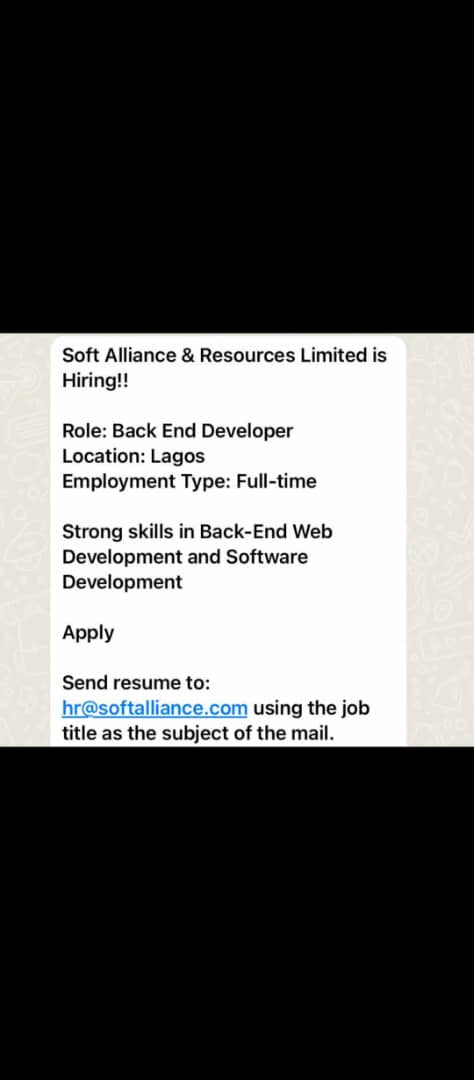 Soft Alliance & Resources Limited is
Hiring!!
Role: Back End Developer
Location: Lagos
Employment Type: Full-time
Strong skills in Back-End Web
Development and Software
Development
Apply
Send resume to:
hr@softalliance.com using the job
title as the subject of the mail.